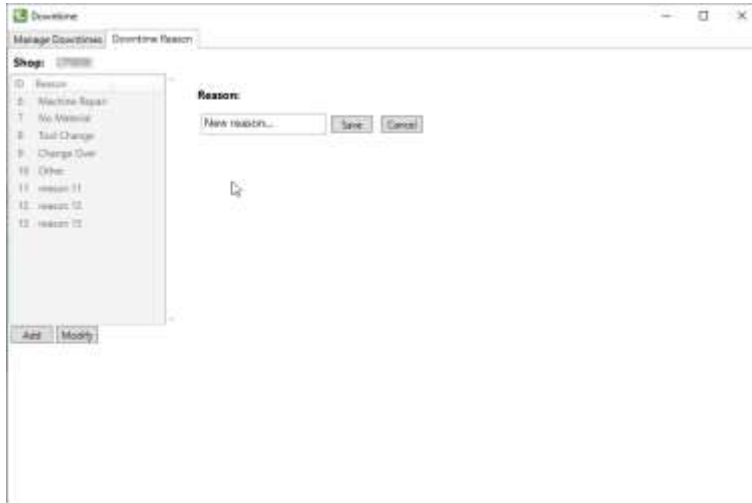 Downtime
Manage Downtimes Downtime Reason
Shop:
ID Reason
6 Machine Repair
7 No Material
8 Tool Change
9 Change Over
10 Other
11 reason 11
12 reason 12
13 reason 13
Add Modify
Reason:
New reason... Save Cancel